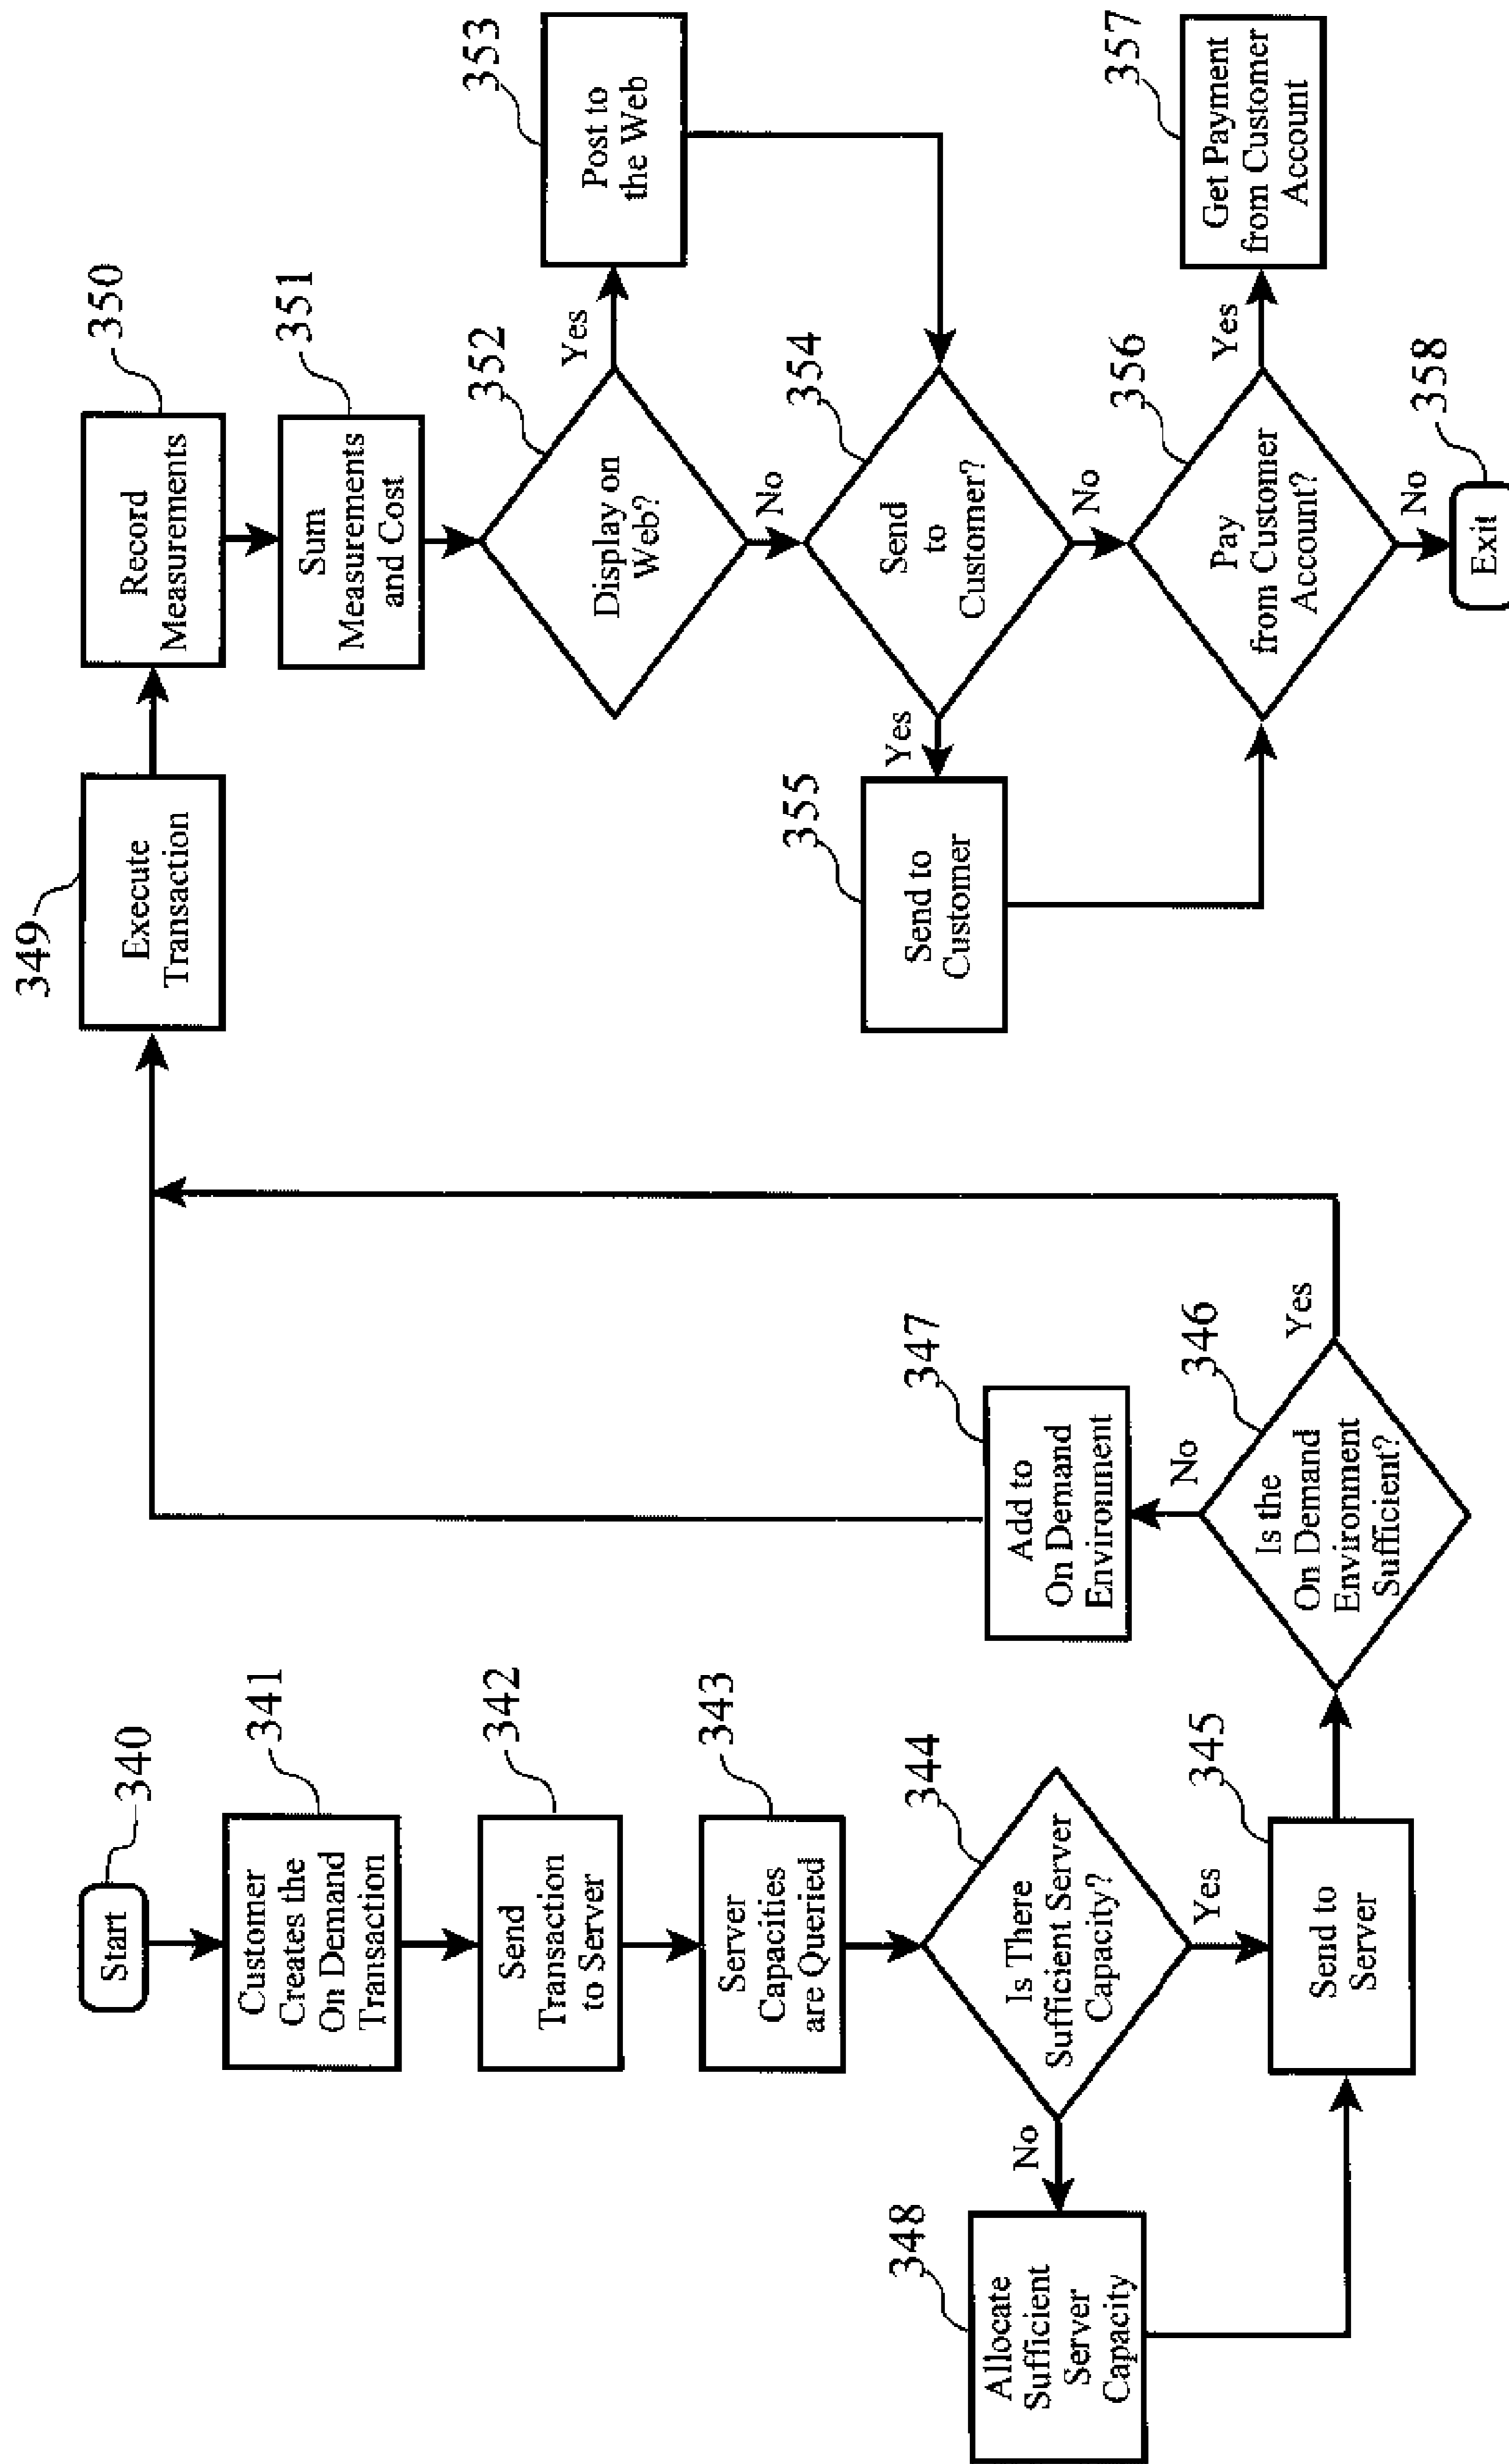 340
Start
341
Customer
Creates the
On Demand
Transaction
342
Send
Transaction
to Server
343
Server
Capacities
are Queried
344
Is There
Sufficient Server
Capacity?
No
Yes
348
Allocate
Sufficient
Server
Capacity
345
Send to
Server
346
Is the
On Demand
Environment
Sufficient?
No
Yes
347
Add to
On Demand
Environment
349
Execute
Transaction
350
Record
Measurements
351
Sum
Measurements
and Cost
352
Display on
Web?
Yes
No
353
Post to
the Web
354
Send
to
Customer?
Yes
No
355
Send to
Customer
356
Pay
from Customer
Account?
Yes
No
357
Get Payment
from Customer
Account
358
Exit